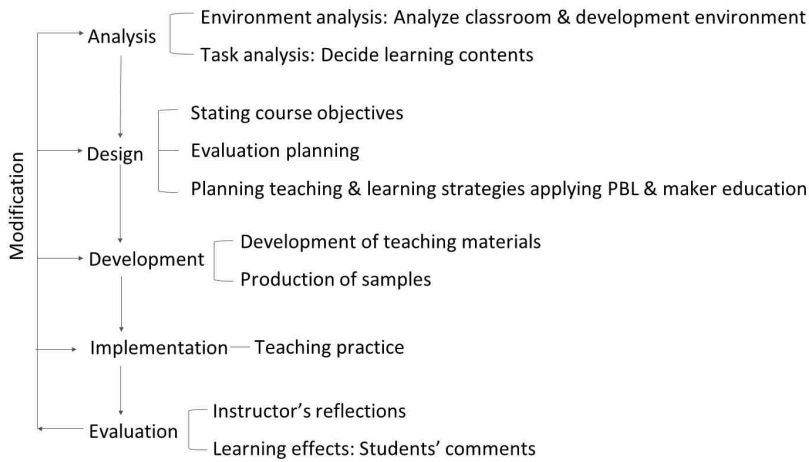 Modification
Analysis
Environment analysis: Analyze classroom & development environment
Task analysis: Decide learning contents
Design
Stating course objectives
Evaluation planning
Planning teaching & learning strategies applying PBL & maker education
Development
Development of teaching materials
Production of samples
Implementation
Teaching practice
Evaluation
Instructor’s reflections
Learning effects: Students’ comments